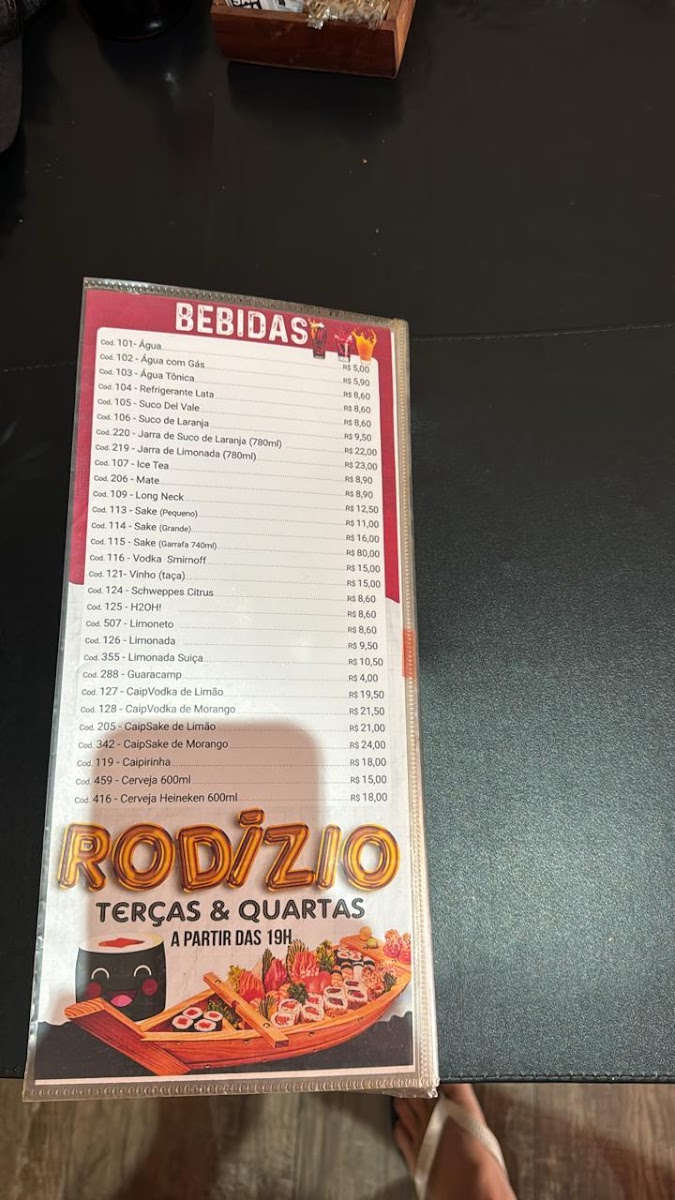 BEBIDAS
Cod. 101- Água R$ 5,00
Cod. 102 - Água com Gás R$ 5,90
Cod. 103 - Água Tônica R$ 8,60
Cod. 104 - Refrigerante Lata R$ 8,60
Cod. 105 - Suco Del Vale R$ 8,60
Cod. 106 - Suco de Laranja R$ 9,50
Cod. 220 - Jarra de Suco de Laranja (780ml) R$ 22,00
Cod. 219 - Jarra de Limonada (780ml) R$ 23,00
Cod. 107 - Ice Tea R$ 8,90
Cod. 206 - Mate R$ 8,90
Cod. 109 - Long Neck R$ 12,50
Cod. 113 - Sake (Pequeno) R$ 11,00
Cod. 114 - Sake (Grande) R$ 16,00
Cod. 115 - Sake (Garrafa 740ml) R$ 80,00
Cod. 116 - Vodka Smirnoff R$ 15,00
Cod. 121- Vinho (taça) R$ 15,00
Cod. 124 - Schweppes Citrus R$ 8,60
Cod. 125 - H2OH! R$ 8,60
Cod. 507 - Limoneto R$ 8,60
Cod. 126 - Limonada R$ 9,50
Cod. 355 - Limonada Suiça R$ 10,50
Cod. 288 - Guaracamp R$ 4,00
Cod. 127 - CaipVodka de Limão R$ 19,50
Cod. 128 - CaipVodka de Morango R$ 21,50
Cod. 205 - CaipSake de Limão R$ 21,00
Cod. 342 - CaipSake de Morango R$ 24,00
Cod. 119 - Caipirinha R$ 18,00
Cod. 459 - Cerveja 600ml R$ 15,00
Cod. 416 - Cerveja Heineken 600ml R$ 18,00
RODÍZIO
TERÇAS & QUARTAS
A PARTIR DAS 19H